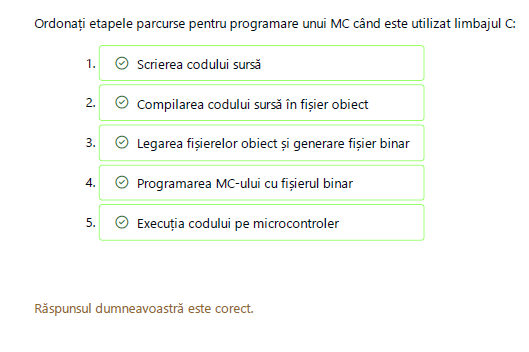 Ordonați etapele parcurse pentru programare unui MC când este utilizat limbajul C:
1. Scrierea codului sursă
2. Compilarea codului sursă în fișier obiect
3. Legarea fișierelor obiect și generare fișier binar
4. Programarea MC-ului cu fișierul binar
5. Execuția codului pe microcontroler
Răspunsul dumneavoastră este corect.